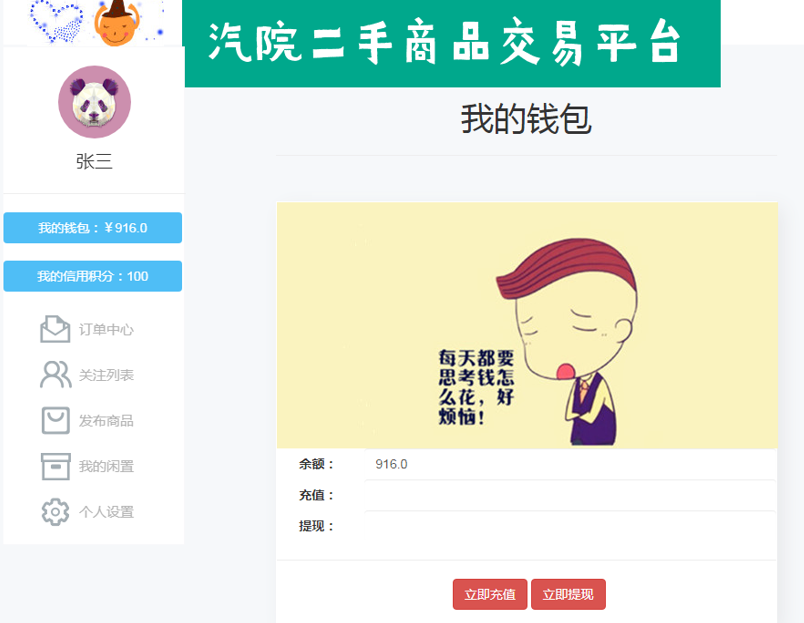 汽院二手商品交易平台
张三
我的钱包：￥916.0
我的信用积分：100
订单中心
关注列表
发布商品
我的闲置
个人设置
我的钱包
每天都要
思考钱怎
么花，好
烦恼！
余额： 916.0
充值：
提现：
立即充值 立即提现